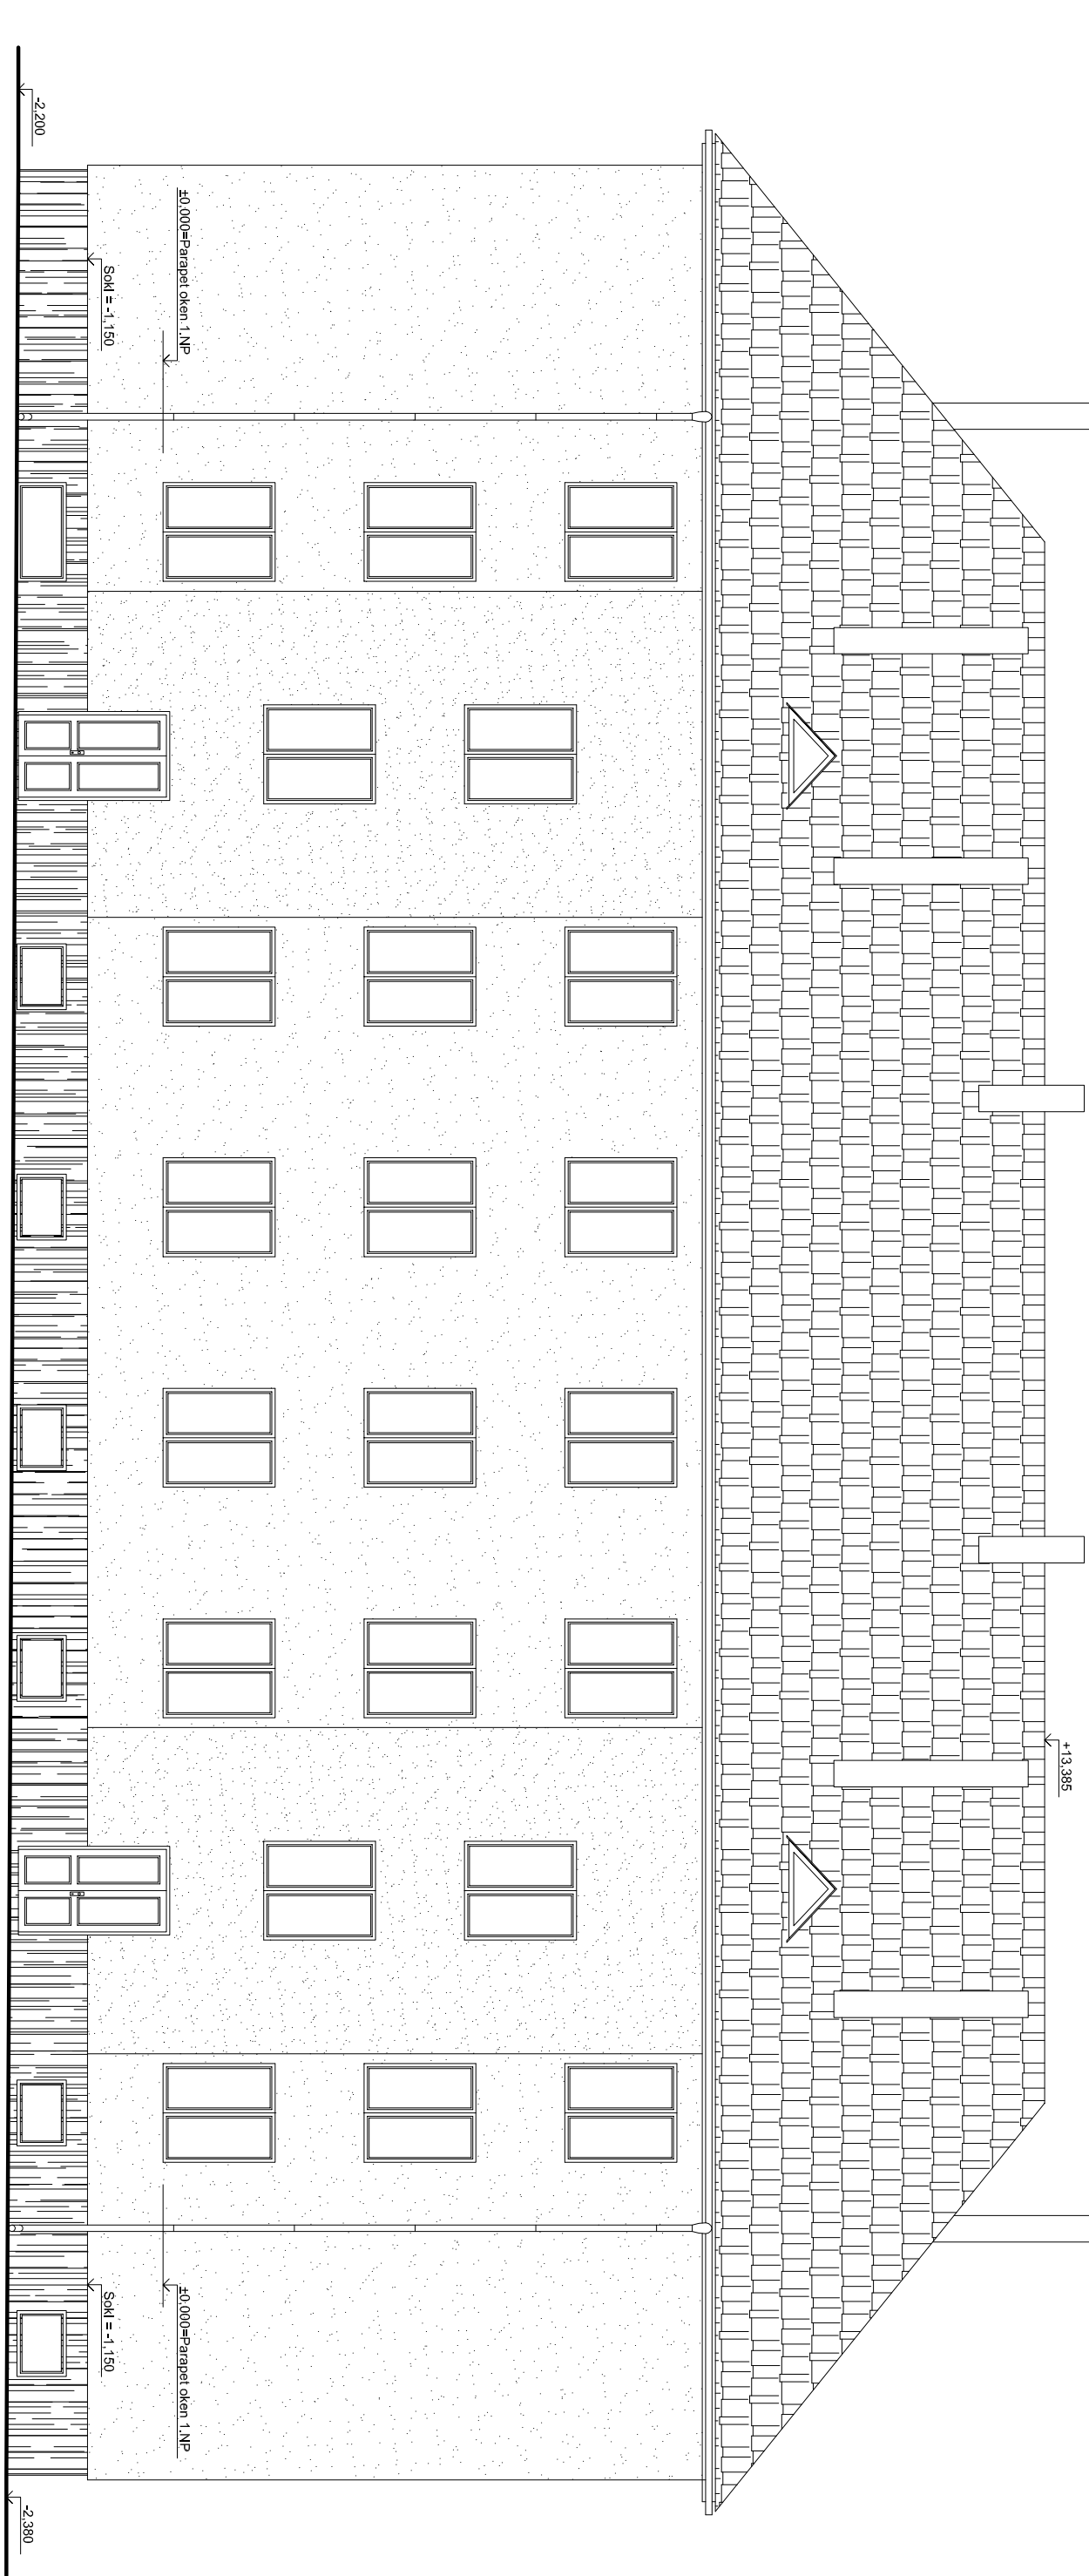 +13,385
±0,000=Parapet oken 1.NP
±0,000=Parapet oken 1.NP
Sokl = -1,150
Sokl = -1,150
-2,200
-2,380